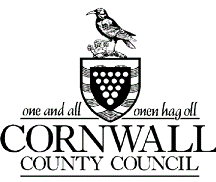 one and all onen hag oll
CORNWALL
COUNTY COUNCIL